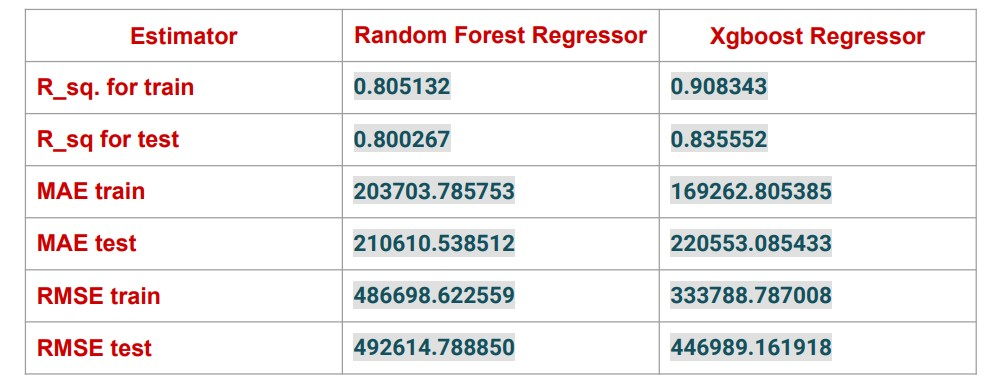 Estimator Random Forest Regressor Xgboost Regressor
R_sq. for train 0.805132 0.908343
R_sq for test 0.800267 0.835552
MAE train 203703.785753 169262.805385
MAE test 210610.538512 220553.085433
RMSE train 486698.622559 333788.787008
RMSE test 492614.788850 446989.161918